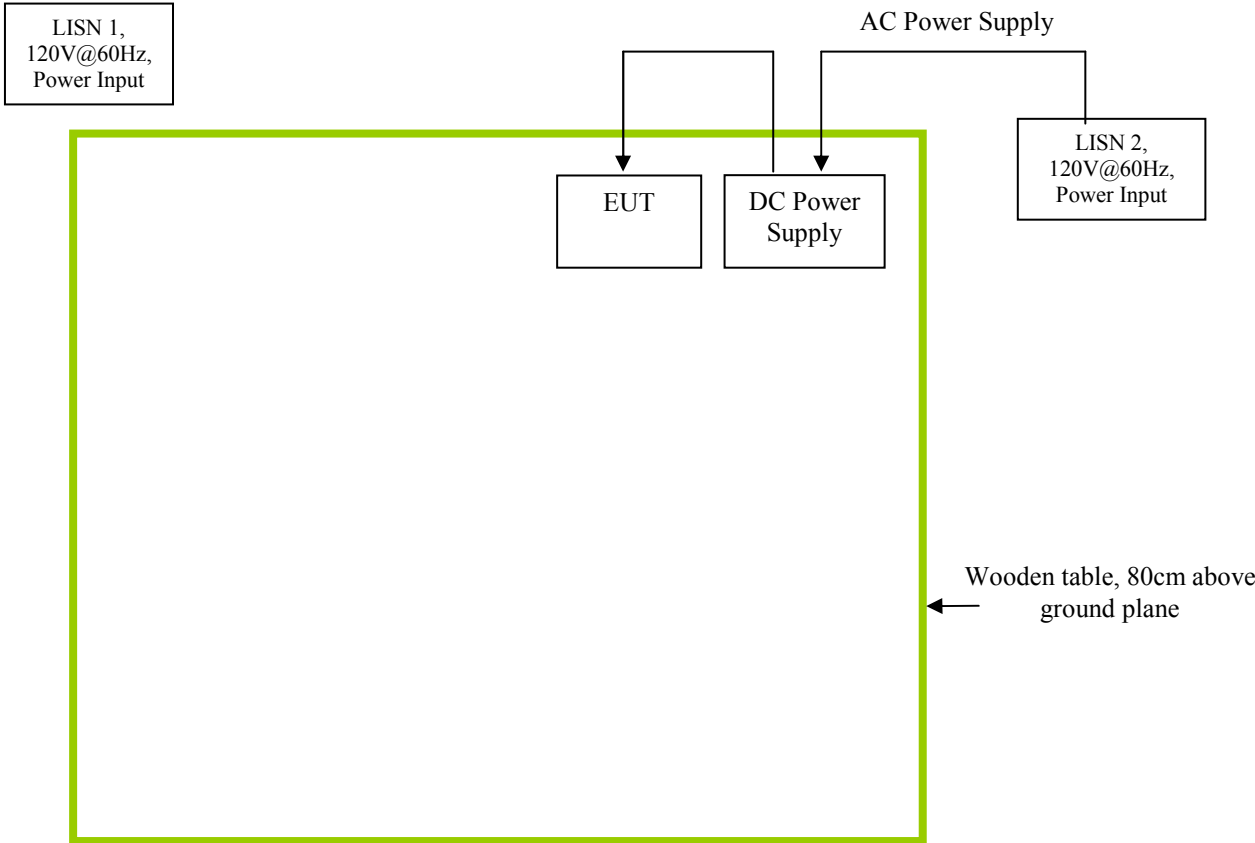 LISN 1,
120V@60Hz,
Power Input
AC Power Supply
LISN 2,
120V@60Hz,
Power Input
EUT
DC Power
Supply
Wooden table, 80cm above
ground plane